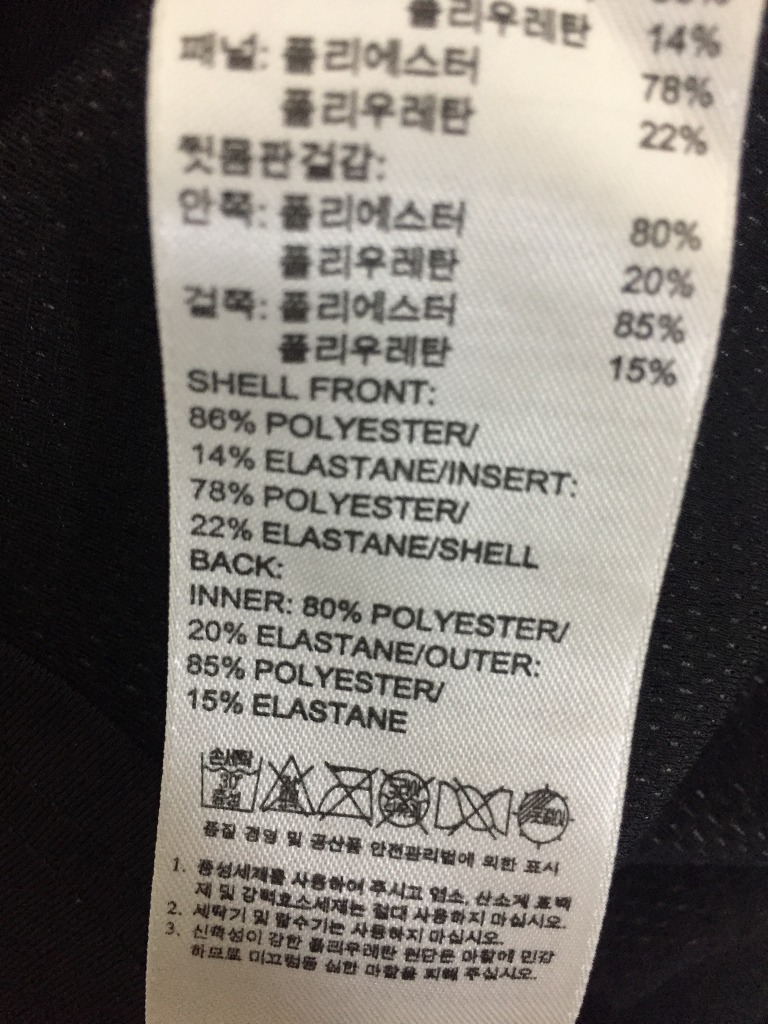 폴리우레탄 14%
패널: 폴리에스터 78%
폴리우레탄 22%
뒷몸판겉감:
안쪽: 폴리에스터 80%
폴리우레탄 20%
겉쪽: 폴리에스터 85%
폴리우레탄 15%
SHELL FRONT:
86% POLYESTER/
14% ELASTANE/INSERT:
78% POLYESTER/
22% ELASTANE/SHELL
BACK:
INNER: 80% POLYESTER/
20% ELASTANE/OUTER:
85% POLYESTER/
15% ELASTANE
손세탁
30°
중성
품질 경영 및 공산품 안전관리법에 의한 표시
1. 중성세제를 사용하여 주시고 염소, 산소계 표백
제 및 강력효소세제는 절대 사용하지 마십시오.
2. 세탁기 및 탈수기는 사용하지 마십시오.
3. 신축성이 강한 폴리우레탄 원단은 마찰에 민감
하므로 미끄럼등 심한 마찰을 피해 주십시오.